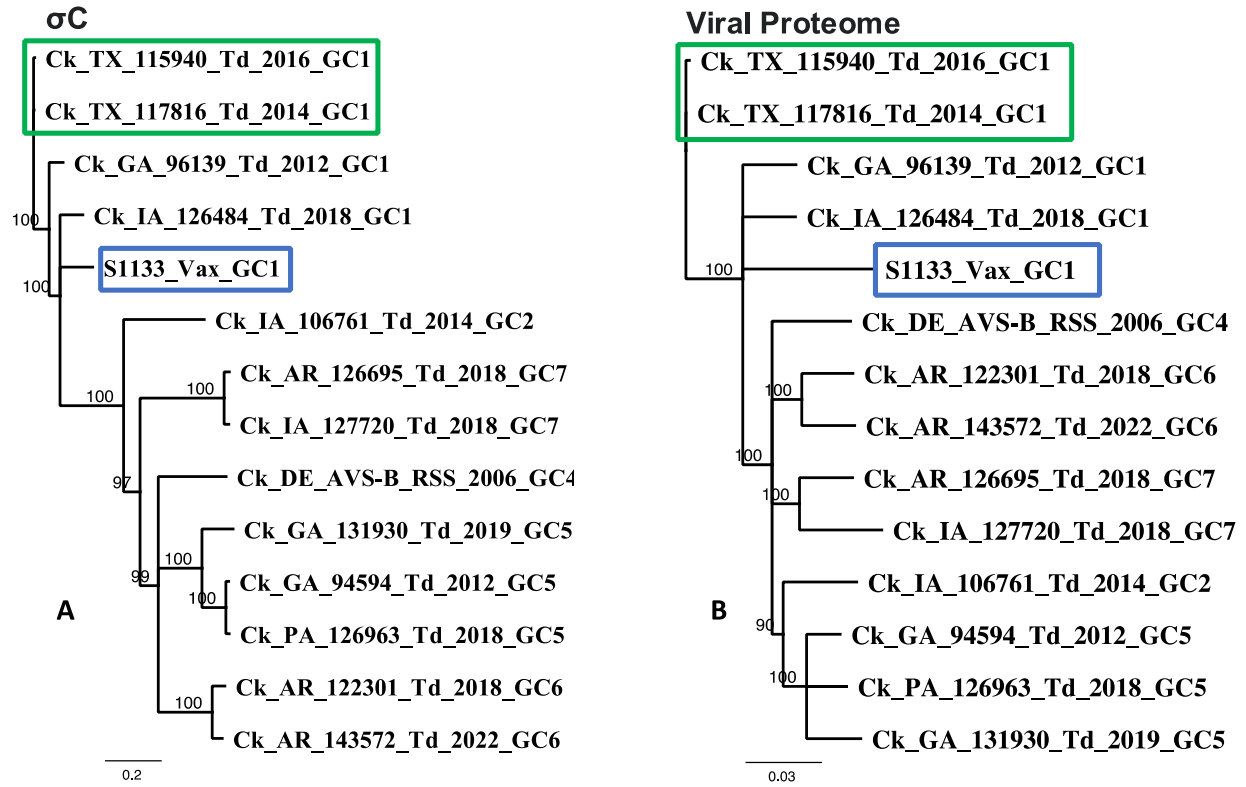 σC
Ck_TX_115940_Td_2016_GC1
Ck_TX_117816_Td_2014_GC1
Ck_GA_96139_Td_2012_GC1
100
Ck_IA_126484_Td_2018_GC1
S1133_Vax_GC1
100
Ck_IA_106761_Td_2014_GC2
Ck_AR_126695_Td_2018_GC7
100
100
Ck_IA_127720_Td_2018_GC7
Ck_DE_AVS-B_RSS_2006_GC4
97
Ck_GA_131930_Td_2019_GC5
100
99
Ck_GA_94594_Td_2012_GC5
100
A
Ck_PA_126963_Td_2018_GC5
Ck_AR_122301_Td_2018_GC6
100
Ck_AR_143572_Td_2022_GC6
0.2
Viral Proteome
Ck_TX_115940_Td_2016_GC1
Ck_TX_117816_Td_2014_GC1
Ck_GA_96139_Td_2012_GC1
Ck_IA_126484_Td_2018_GC1
100
S1133_Vax_GC1
Ck_DE_AVS-B_RSS_2006_GC4
Ck_AR_122301_Td_2018_GC6
100
Ck_AR_143572_Td_2022_GC6
100
Ck_AR_126695_Td_2018_GC7
100
Ck_IA_127720_Td_2018_GC7
Ck_IA_106761_Td_2014_GC2
B
90
Ck_GA_94594_Td_2012_GC5
100
Ck_PA_126963_Td_2018_GC5
Ck_GA_131930_Td_2019_GC5
0.03